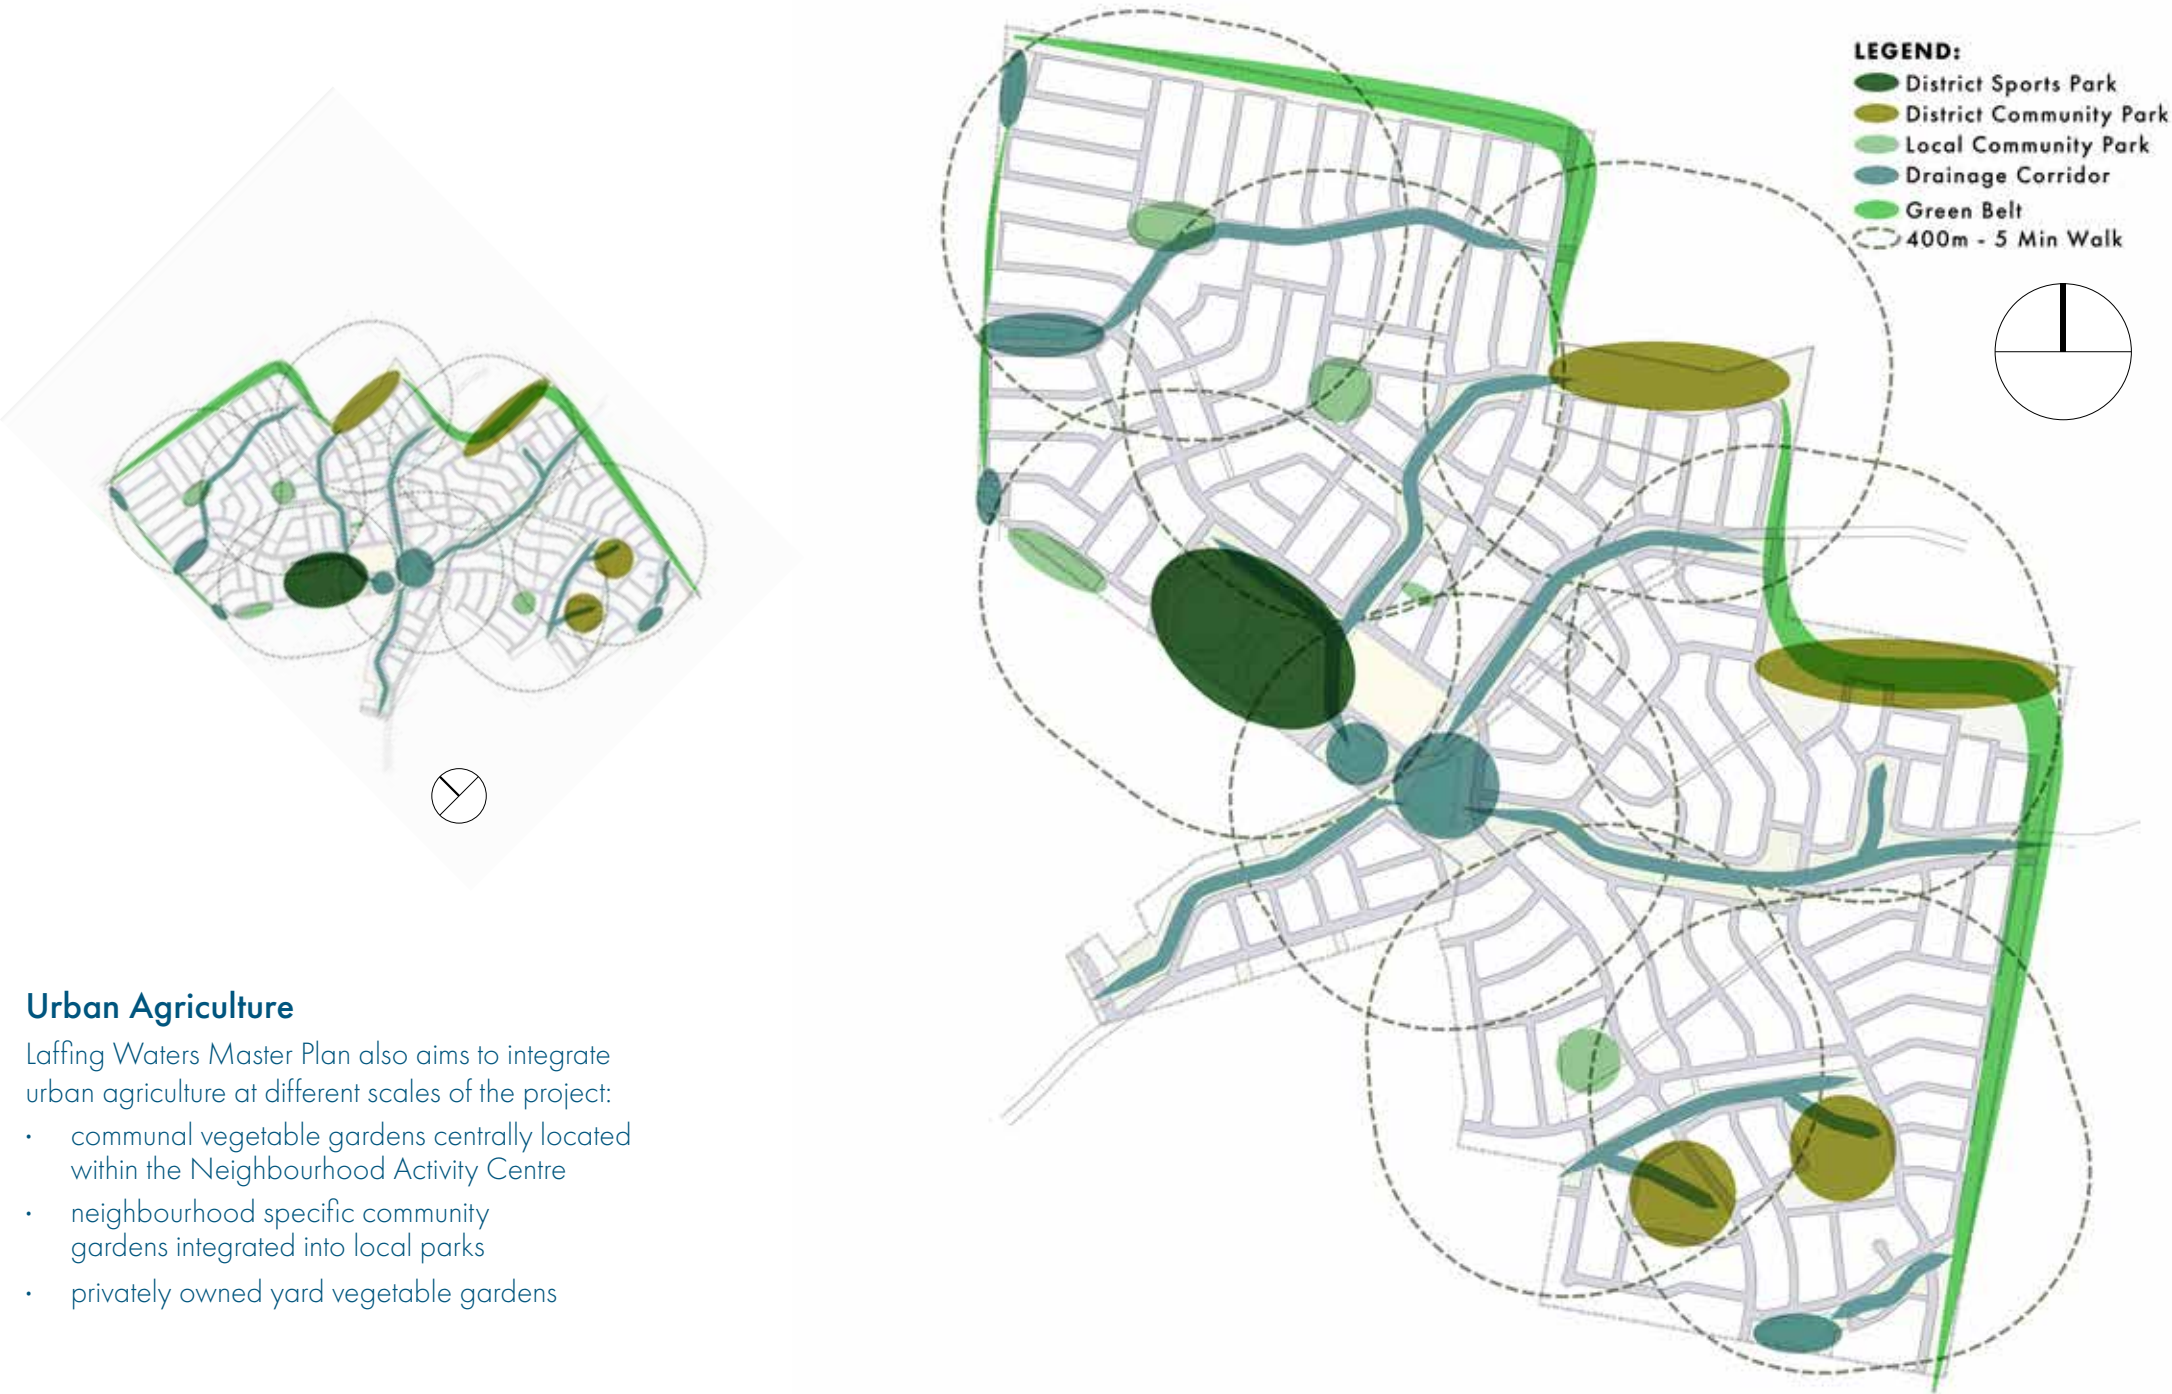 LEGEND:
District Sports Park
District Community Park
Local Community Park
Drainage Corridor
Green Belt
400m - 5 Min Walk
Urban Agriculture
Laffing Waters Master Plan also aims to integrate
urban agriculture at different scales of the project:
• communal vegetable gardens centrally located
within the Neighbourhood Activity Centre
• neighbourhood specific community
gardens integrated into local parks
• privately owned yard vegetable gardens